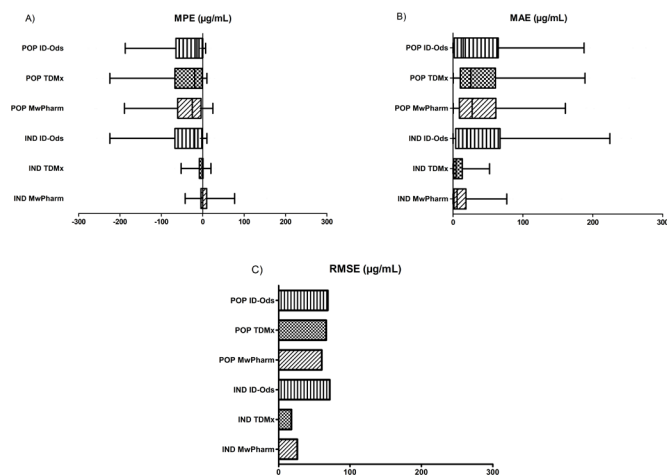 A)
MPE (µg/mL)
POP ID-Ods
POP TDMx
POP MwPharm
IND ID-Ods
IND TDMx
IND MwPharm
-300 -200 -100 0 100 200 300
B)
MAE (µg/mL)
POP ID-Ods
POP TDMx
POP MwPharm
IND ID-Ods
IND TDMx
IND MwPharm
0 100 200 300
C)
RMSE (µg/mL)
POP ID-Ods
POP TDMx
POP MwPharm
IND ID-Ods
IND TDMx
IND MwPharm
0 100 200 300